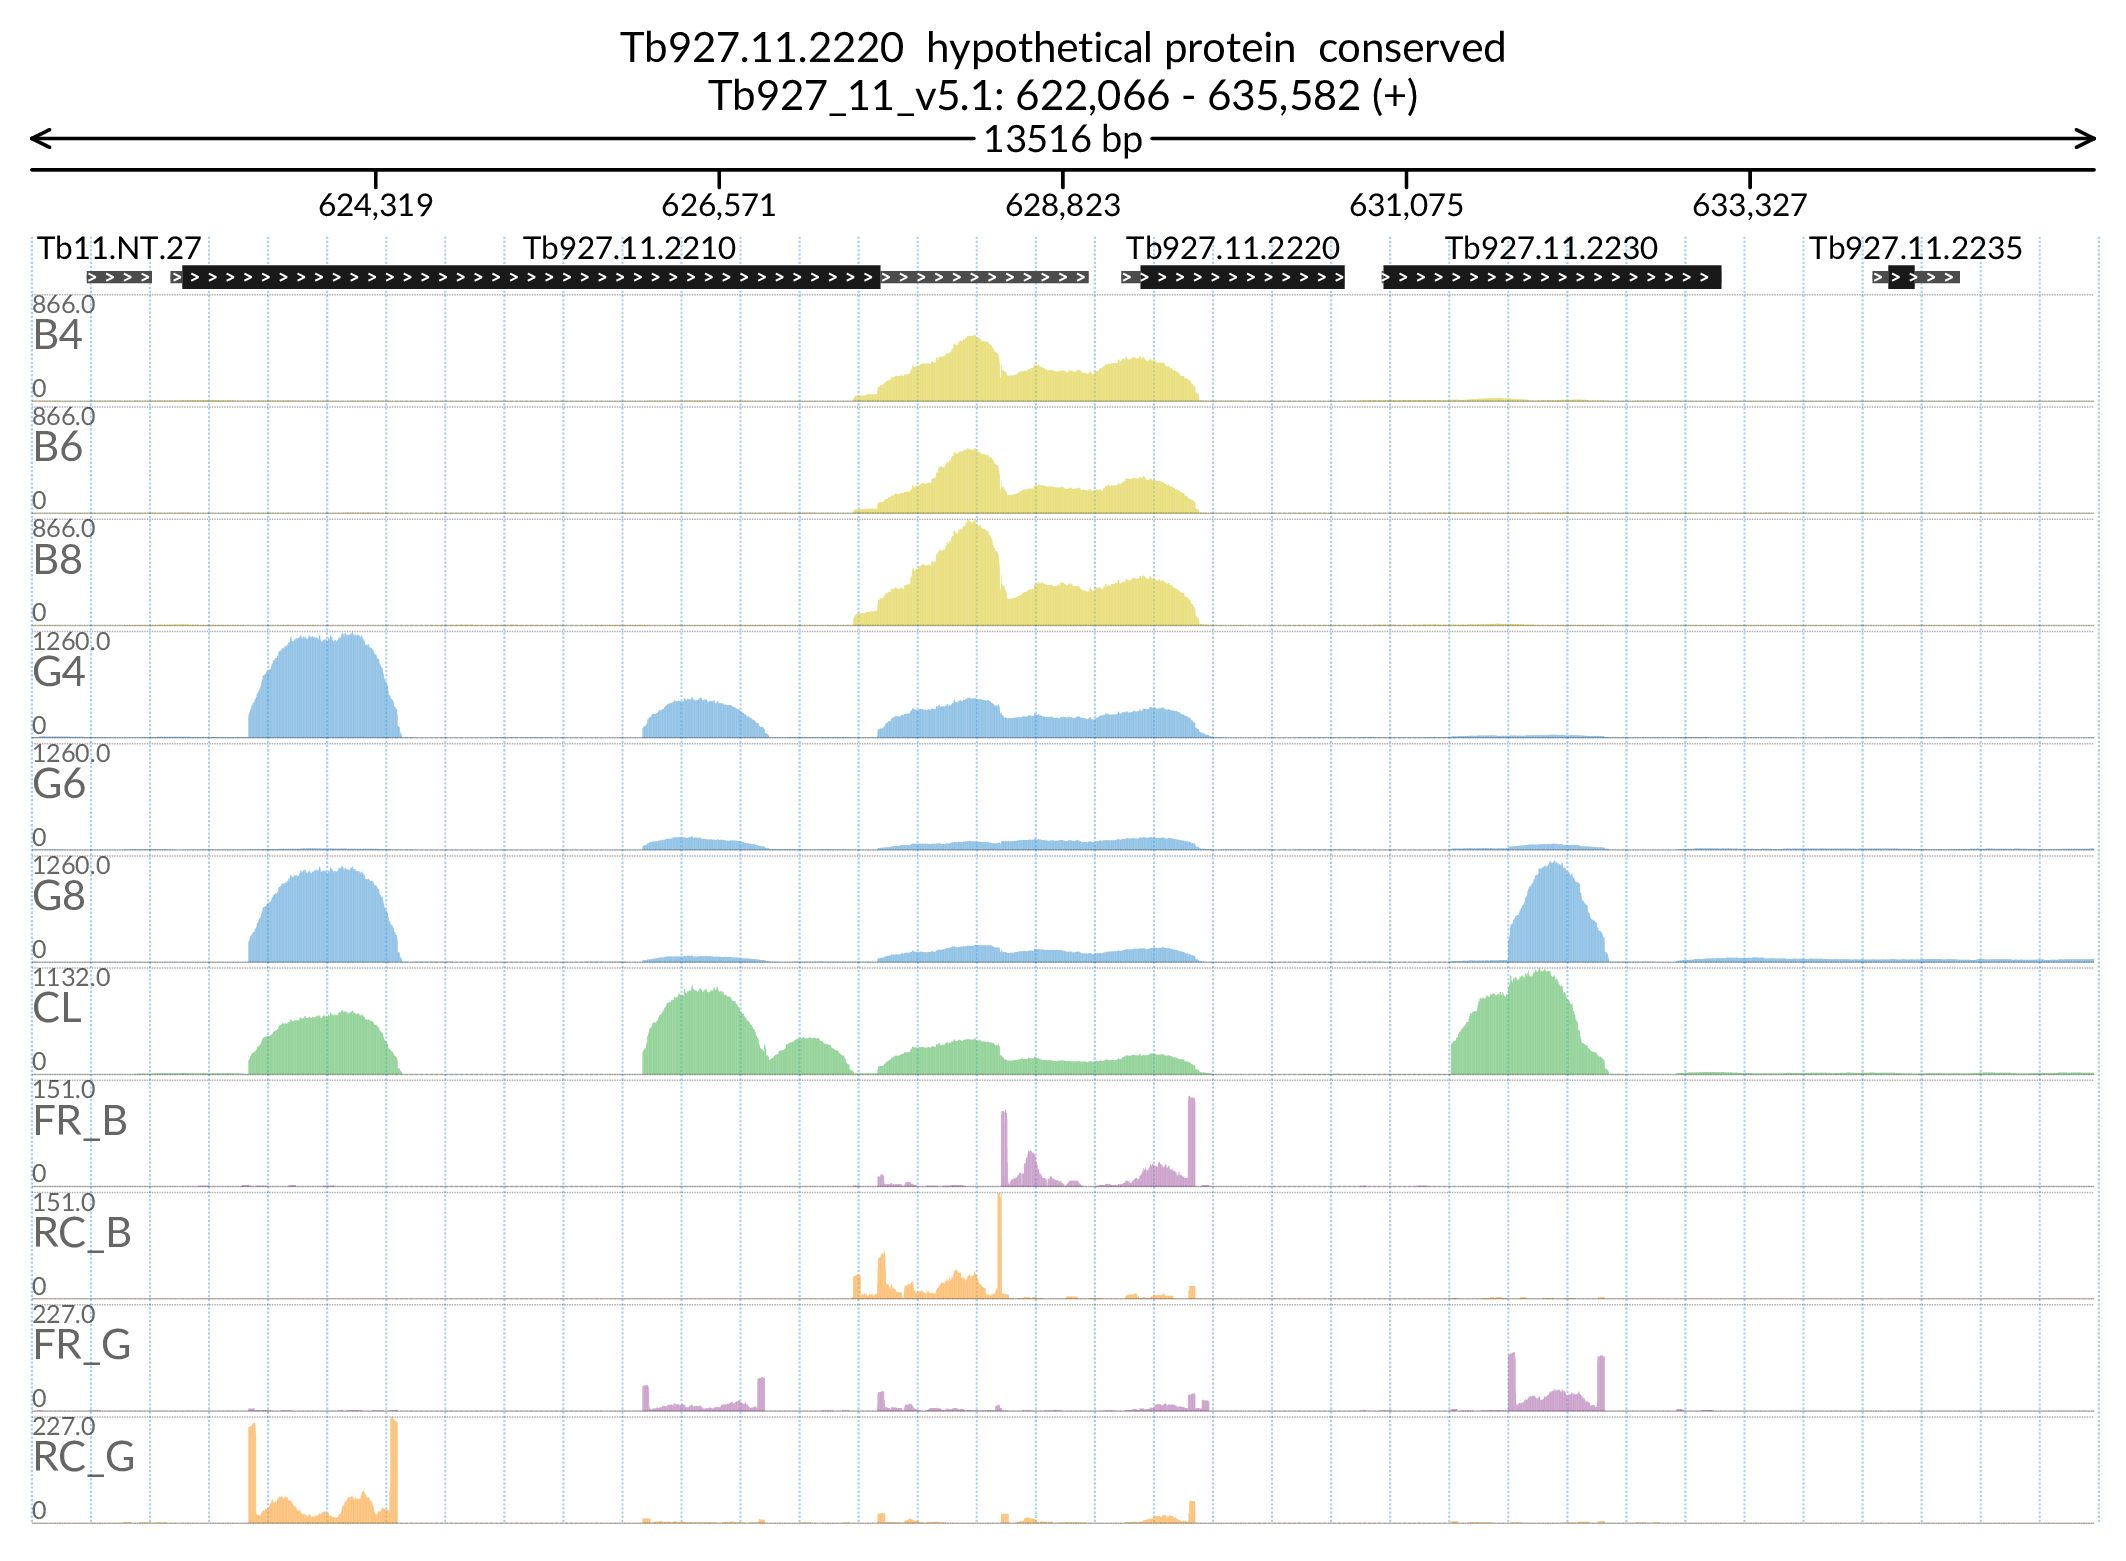 Tb927.11.2220 hypothetical protein conserved
Tb927_11_v5.1: 622,066 - 635,582 (+)
13516 bp
624,319 626,571 628,823 631,075 633,327
Tb11.NT.27 Tb927.11.2210 Tb927.11.2220 Tb927.11.2230 Tb927.11.2235
866.0
B4
0
866.0
B6
0
866.0
B8
0
1260.0
G4
0
1260.0
G6
0
1260.0
G8
0
1132.0
CL
0
151.0
FR_B
0
151.0
RC_B
0
227.0
FR_G
0
227.0
RC_G
0